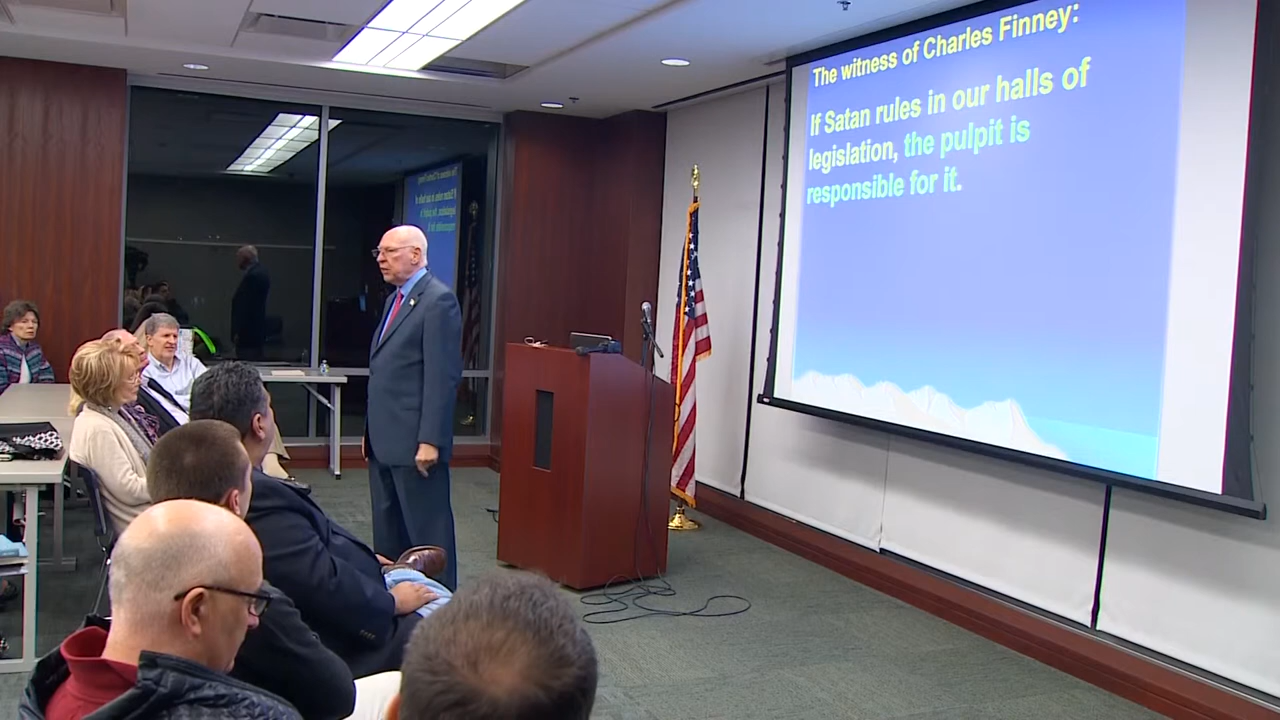 The witness of Charles Finney:
If Satan rules in our halls of
legislation, the pulpit is
responsible for it.